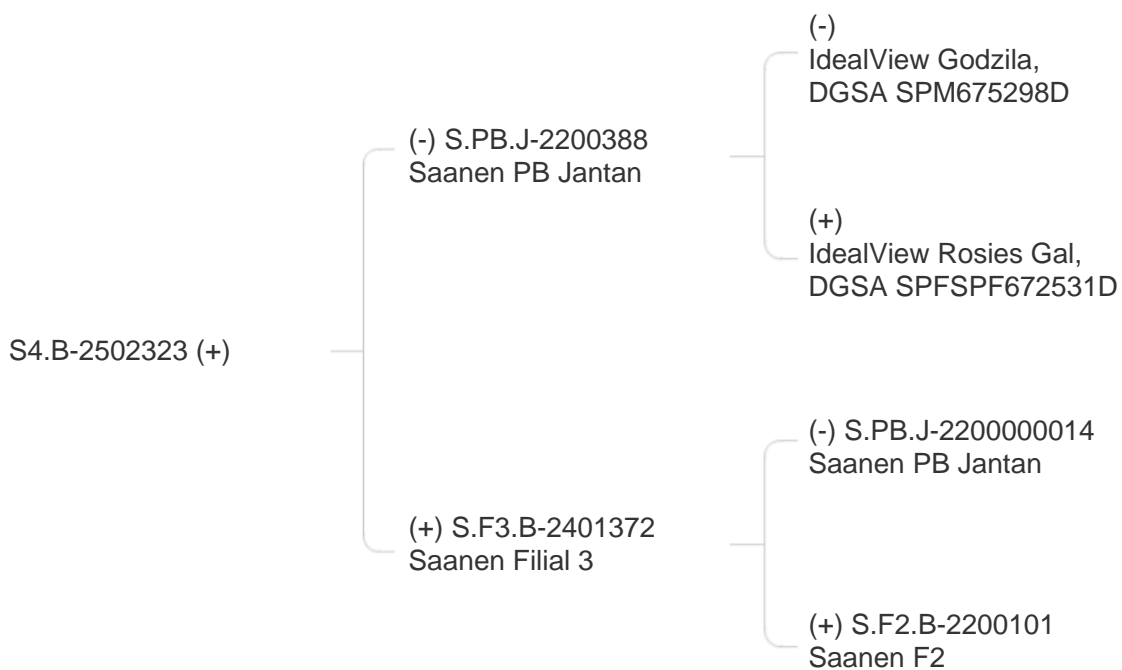 (-)
IdealView Godzila,
DGSA SPM675298D
(-) S.PB.J-2200388
Saanen PB Jantan
(+)
IdealView Rosies Gal,
DGSA SPFSPF672531D
S4.B-2502323 (+)
(-) S.PB.J-2200000014
Saanen PB Jantan
(+) S.F3.B-2401372
Saanen Filial 3
(+) S.F2.B-2200101
Saanen F2